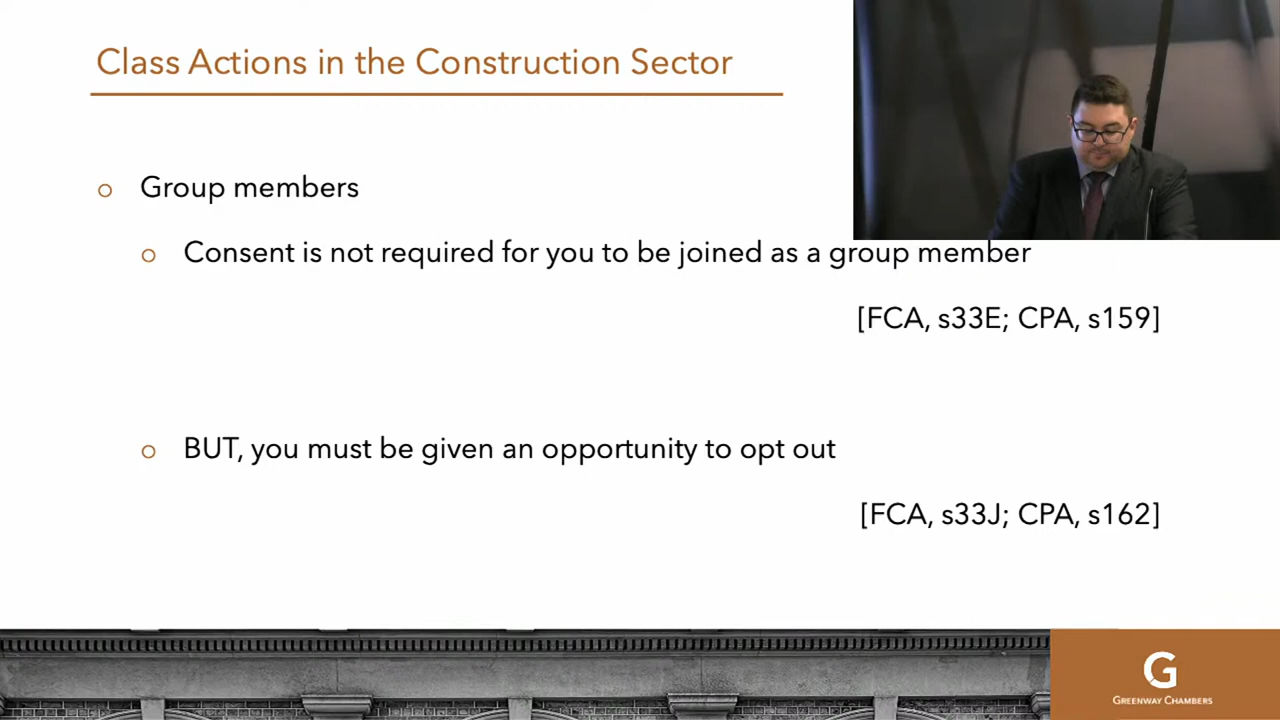 Class Actions in the Construction Sector
Group members
Consent is not required for you to be joined as a group member
[FCA, s33E; CPA, s159]
BUT, you must be given an opportunity to opt out
[FCA, s33J; CPA, s162]
G
GREENWAY CHAMBERS